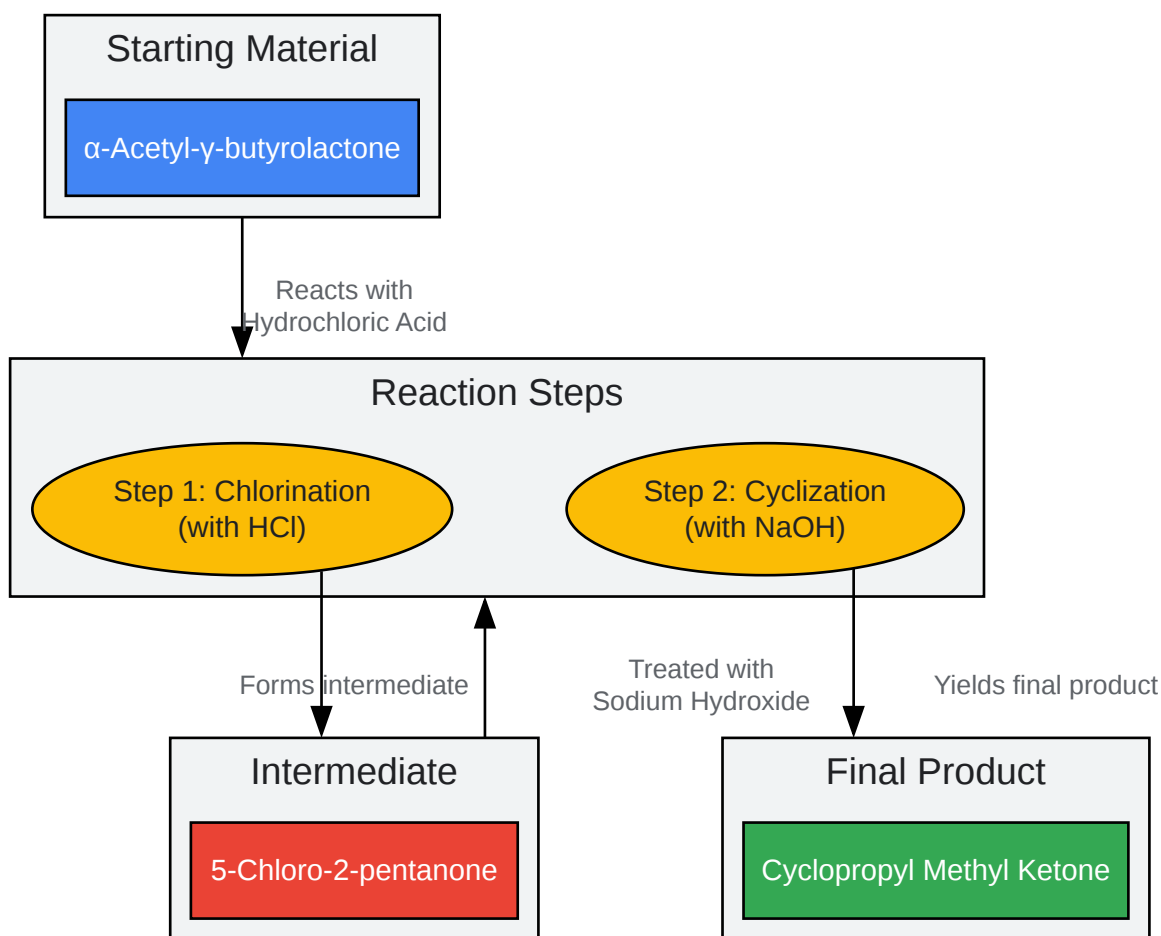 Starting Material
α-Acetyl-γ-butyrolactone
Reacts with
Hydrochloric Acid
Reaction Steps
Step 1: Chlorination
(with HCl)
Step 2: Cyclization
(with NaOH)
Forms intermediate
Treated with
Sodium Hydroxide
Yields final product
Intermediate
5-Chloro-2-pentanone
Final Product
Cyclopropyl Methyl Ketone